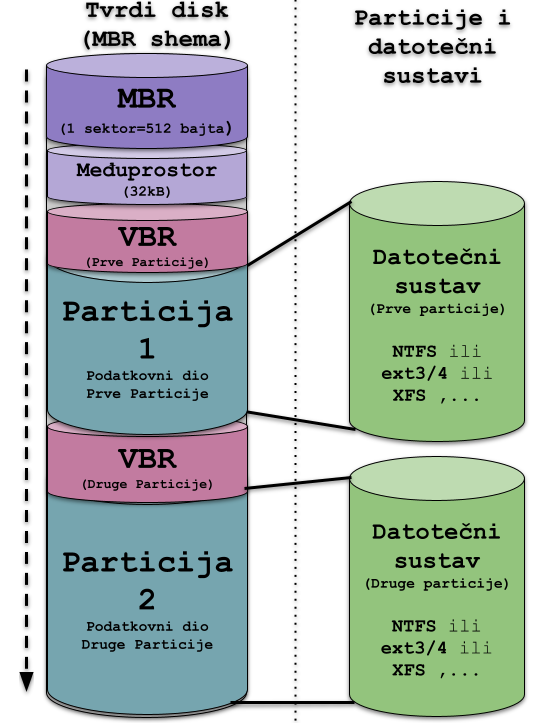 Tvrdi disk
(MBR shema)
MBR
(1 sektor=512 bajta)
Meduprostor
(32kB)
VBR
(Prve Particije)
Particija
1
Podatkovni dio
Prve Particije
VBR
(Druge Particije)
Particija
2
Podatkovni dio
Druge Particije
Particije i
datotečni
sustavi
Datotečni
sustav
(Prve particije)
NTFS ili
ext3/4 ili
XFS ,...
Datotečni
sustav
(Druge particije)
NTFS ili
ext3/4 ili
XFS ,...